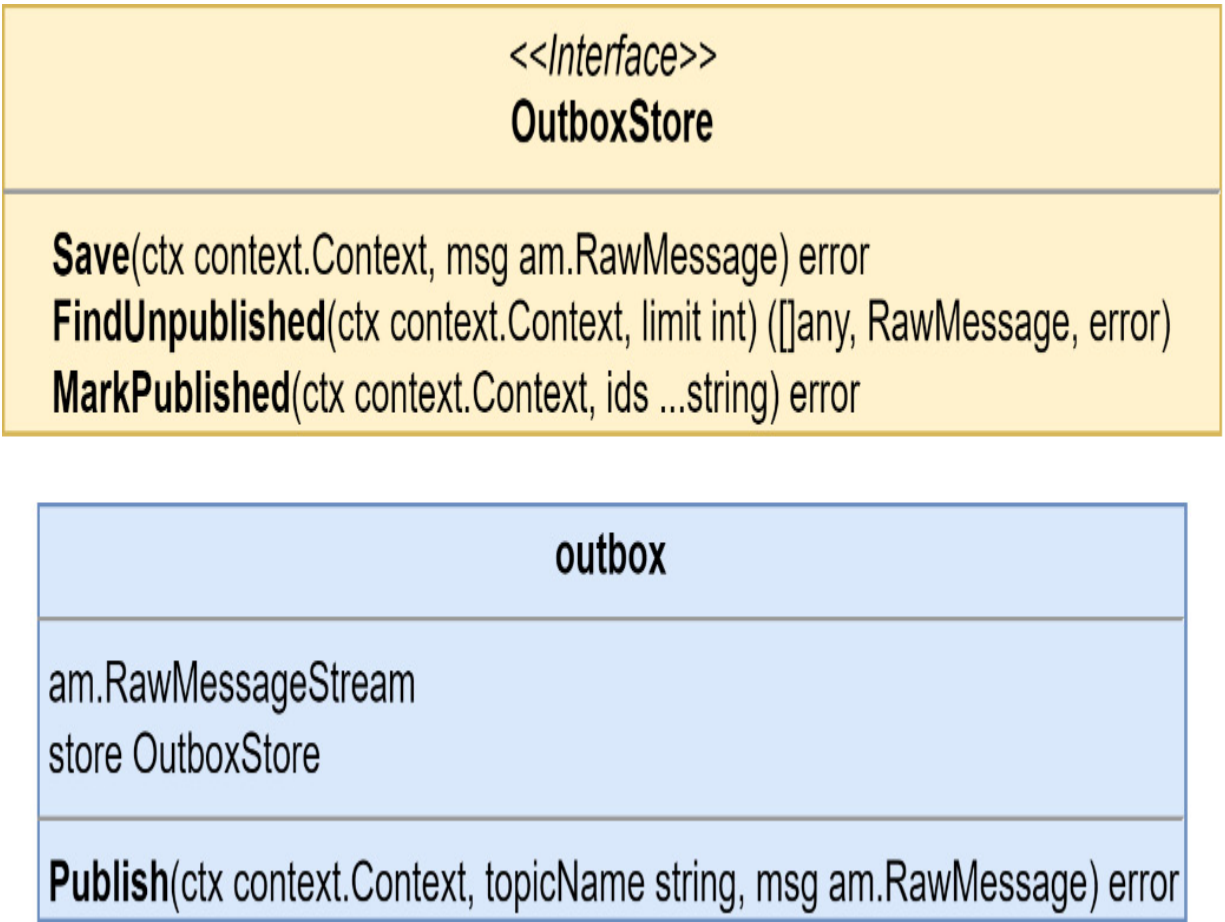 <<Interface>>
OutboxStore
Save(ctx context.Context, msg am.RawMessage) error
FindUnpublished(ctx context.Context, limit int) ([]any, RawMessage, error)
MarkPublished(ctx context.Context, ids ...string) error
outbox
am.RawMessageStream
store OutboxStore
Publish(ctx context.Context, topicName string, msg am.RawMessage) error